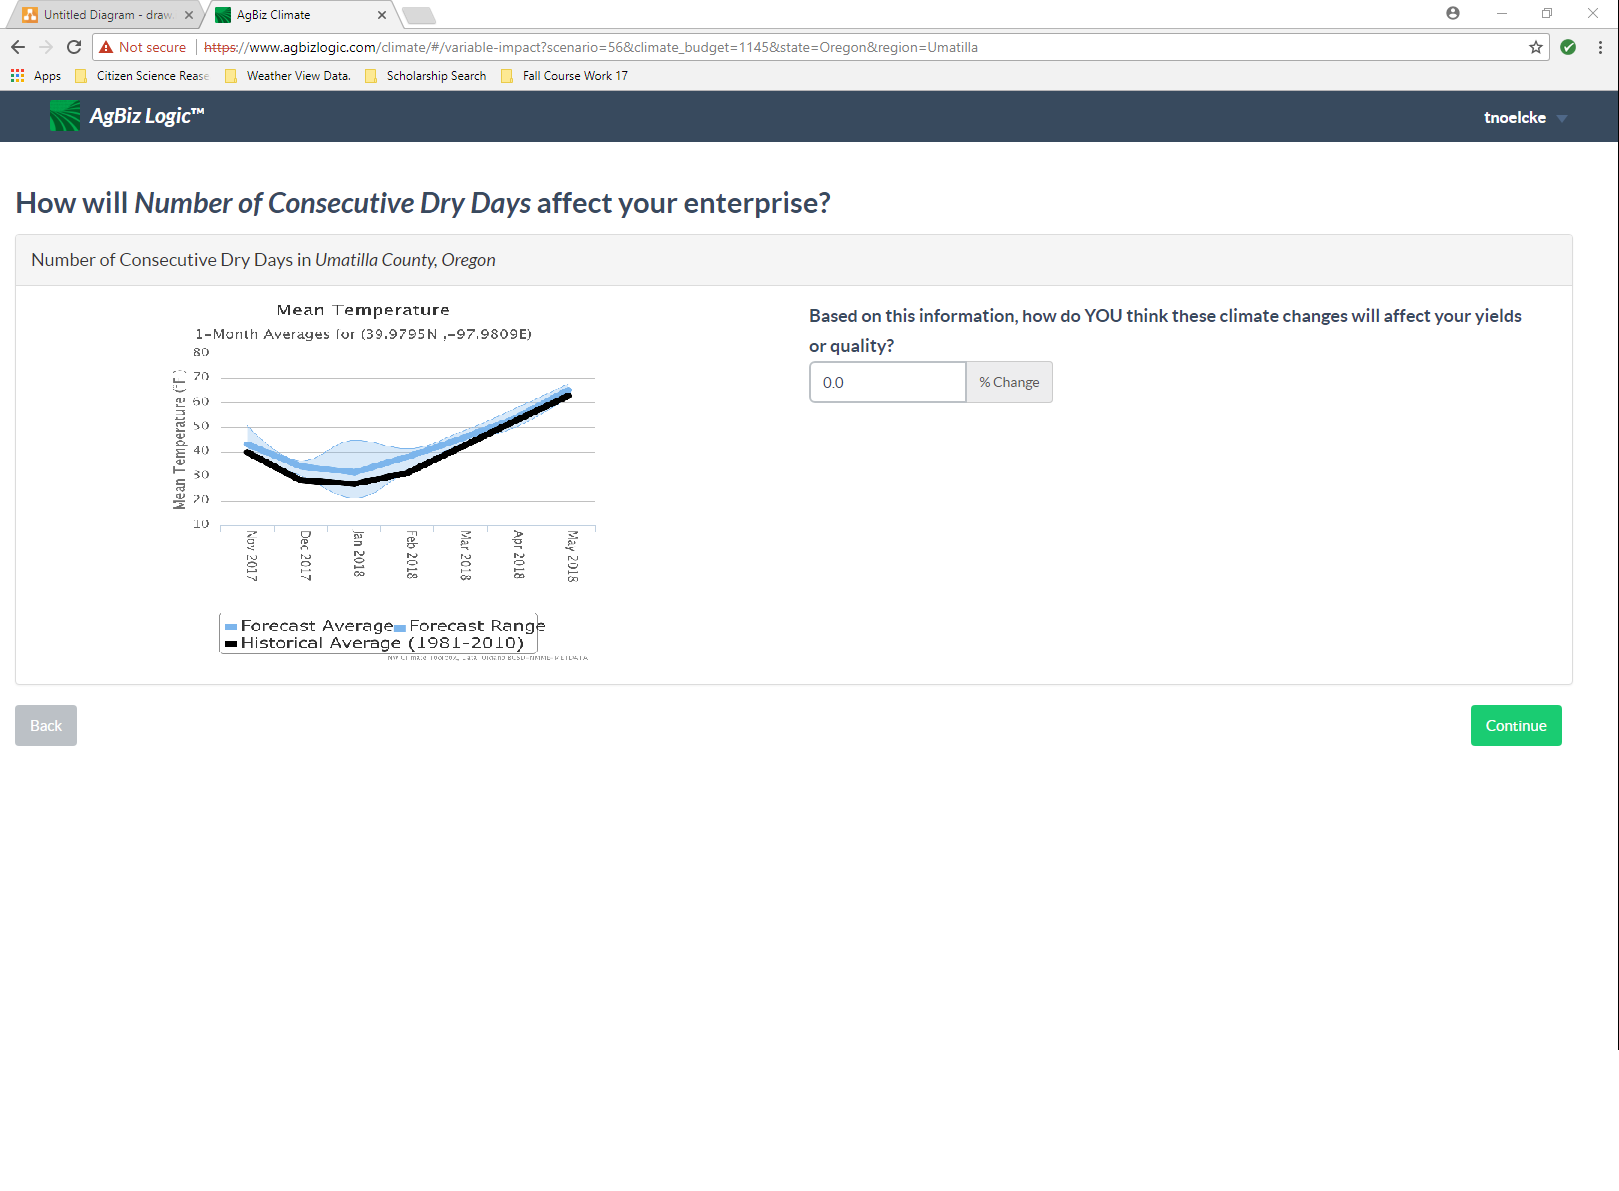 Untitled Diagram - draw.
AgBiz Climate
Not secure
https://www.agbizlogic.com/climate/#/variable-impact?scenario=56&climate_budget=1145&state=Oregon&region=Umatilla
Apps
Citizen Science Rease
Weather View Data.
Scholarship Search
Fall Course Work 17
AgBiz Logic™
tnoelcke
How will Number of Consecutive Dry Days affect your enterprise?
Number of Consecutive Dry Days in Umatilla County, Oregon
Mean Temperature
1-Month Averages for (39.9795N ,-97.9809E)
Mean Temperature (°F)
80
70
60
50
40
30
20
10
Nov 2017
Dec 2017
Jan 2018
Feb 2018
Mar 2018
Apr 2018
May 2018
Forecast Average
Forecast Range
Historical Average (1981-2010)
Based on this information, how do YOU think these climate changes will affect your yields
or quality?
0.0
% Change
Back
Continue